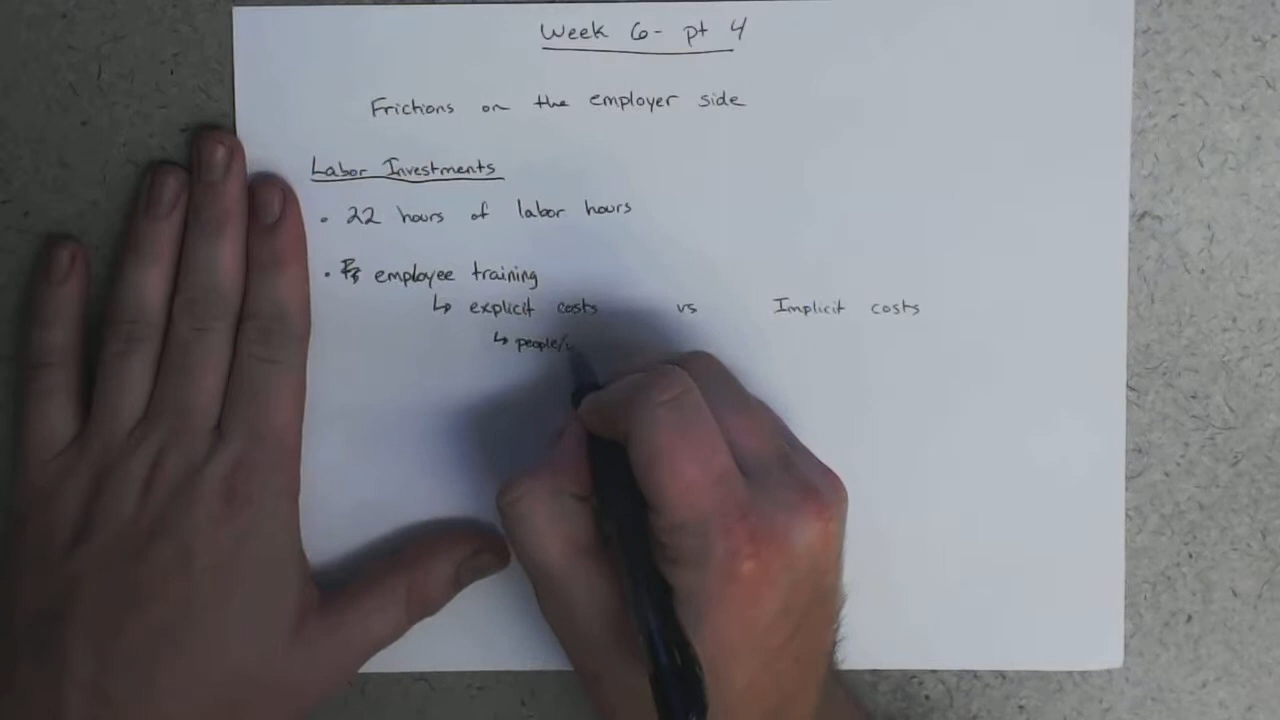 Week 6- pt 4
Frictions on the employer side
Labor Investments
• 22 hours of labor hours
• employee training
↳ explicit costs vs Implicit costs
↳ people/